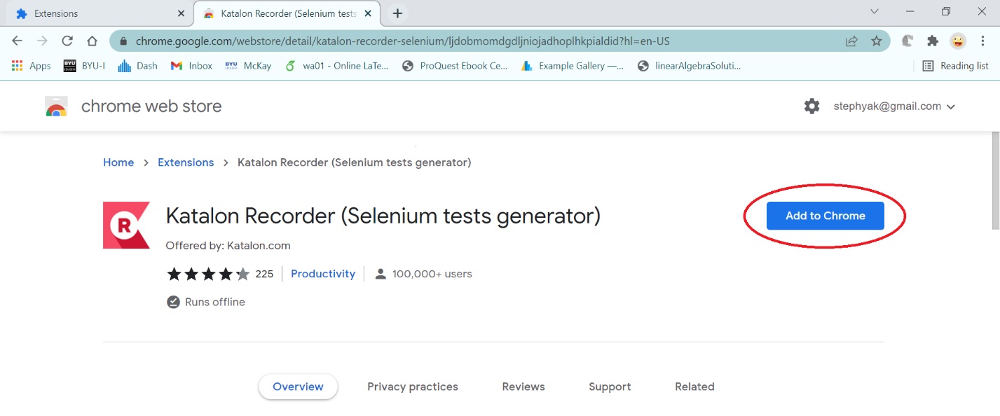 Extensions
Katalon Recorder (Selenium tests
chrome.google.com/webstore/detail/katalon-recorder-selenium/ljdobmomdgdljniojadhoplhkpialdid?hl=en-US
Apps BYU IDAHO BYU-I Dash Inbox BYU McKay wa01 - Online LaTe... ProQuest Ebook Ce... Example Gallery —... linearAlgebraSoluti... Reading list
chrome web store
stephyak@gmail.com
Home > Extensions > Katalon Recorder (Selenium tests generator)
R
Katalon Recorder (Selenium tests generator)
Add to Chrome
Offered by: Katalon.com
225 Productivity 100,000+ users
Runs offline
Overview Privacy practices Reviews Support Related